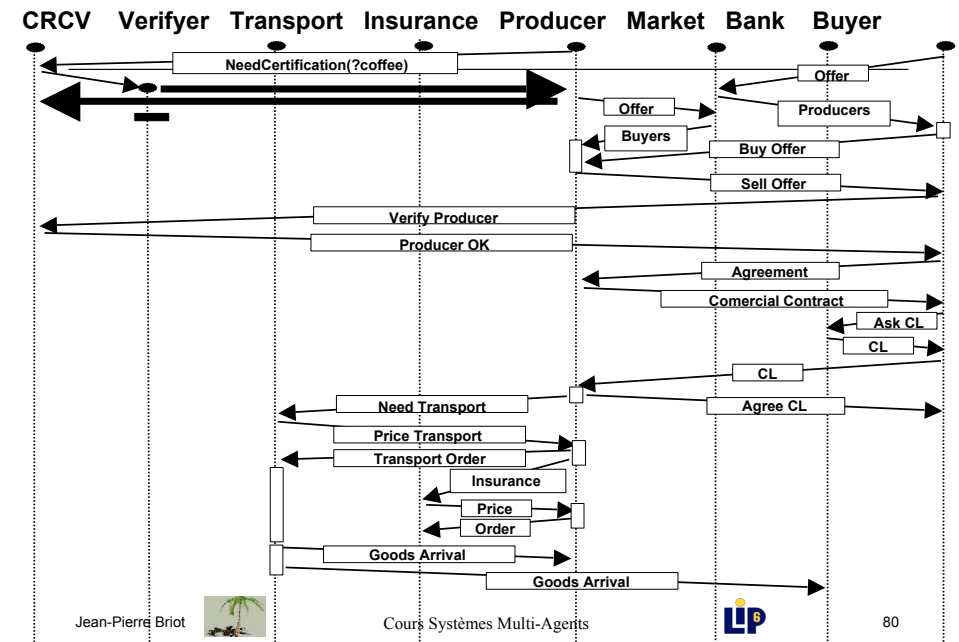 CRCV Verifyer Transport Insurance Producer Market Bank Buyer
NeedCertification(?coffee)
Offer
Offer
Producers
Buyers
Buy Offer
Sell Offer
Verify Producer
Producer OK
Agreement
Comercial Contract
Ask CL
CL
CL
Need Transport
Agree CL
Price Transport
Transport Order
Insurance
Price
Order
Goods Arrival
Goods Arrival
Jean-Pierre Briot
Cours Systèmes Multi-Agents
LIP6
80